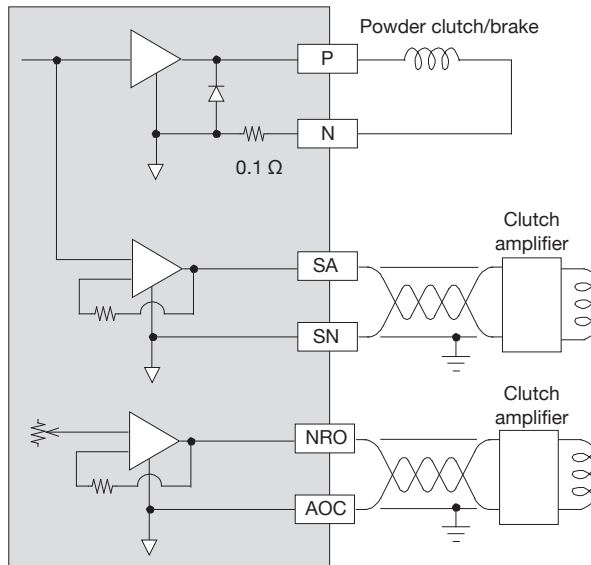 Powder clutch/brake
P
N
0.1 Ω
Clutch
amplifier
SA
SN
Clutch
amplifier
NRO
AOC